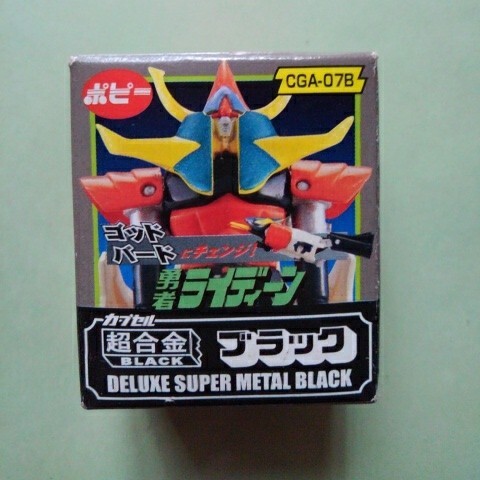 ポピー
CGA-07B
ゴッド
バード
にチェンジ!
勇者ライディーン
カプセル
超合金
BLACK
ブラック
DELUXE SUPER METAL BLACK